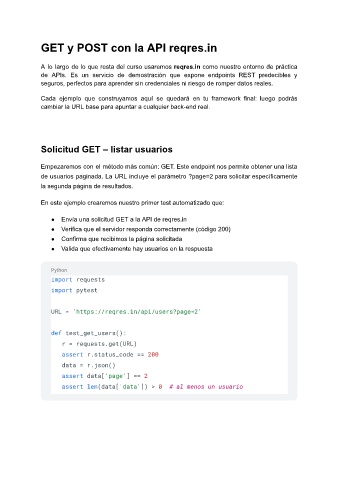 GET y POST con la API reqres.in
A lo largo de lo que resta del curso usaremos reqres.in como nuestro entorno de práctica
de APIs. Es un servicio de demostración que expone endpoints REST predecibles y
seguros, perfectos para aprender sin credenciales ni riesgo de romper datos reales.
Cada ejemplo que construyamos aquí se quedará en tu framework final: luego podrás
cambiar la URL base para apuntar a cualquier back-end real.
Solicitud GET – listar usuarios
Empezaremos con el método más común: GET. Este endpoint nos permite obtener una lista
de usuarios paginada. La URL incluye el parámetro ?page=2 para solicitar específicamente
la segunda página de resultados.
En este ejemplo crearemos nuestro primer test automatizado que:
● Envía una solicitud GET a la API de reqres.in
● Verifica que el servidor responda correctamente (código 200)
● Confirma que recibimos la página solicitada
● Valida que efectivamente hay usuarios en la respuesta
Python
import requests
import pytest
URL = 'https://reqres.in/api/users?page=2'
def test_get_users():
r = requests.get(URL)
assert r.status_code == 200
data = r.json()
assert data['page'] == 2
assert len(data['data']) > 0 # al menos un usuario